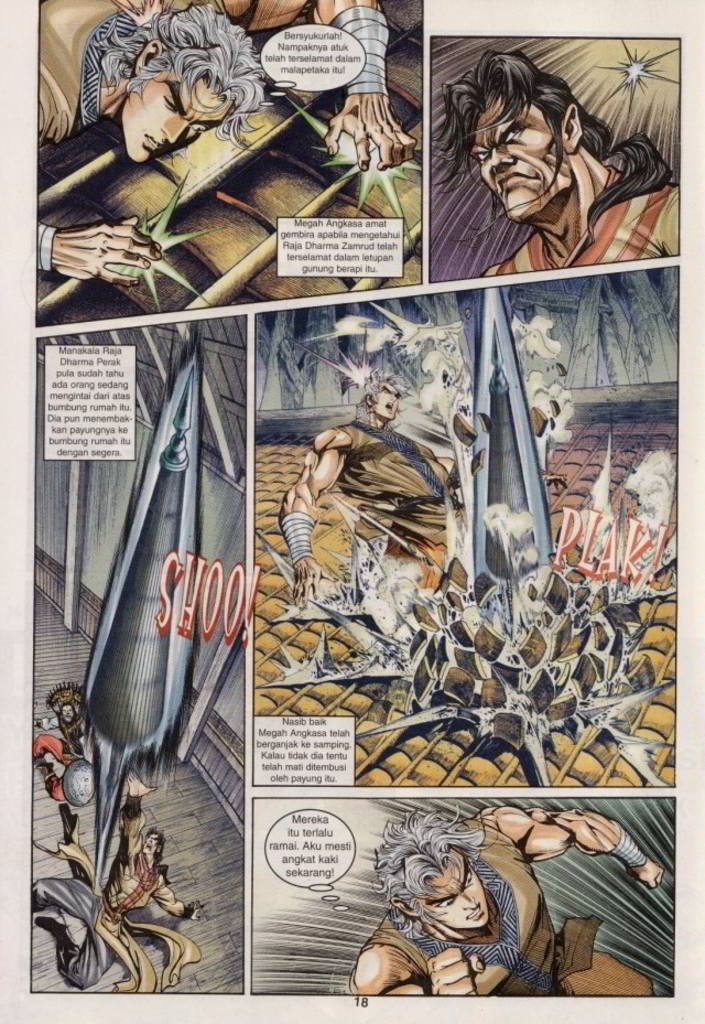 Bersyukurlah!
Nampaknya atuk
telah terselamat dalam
malapetaka itu!
Megah Angkasa amat
gembira apabila mengetahui
Raja Dharma Zamrud telah
terselamat dalam letupan
gunung berapi itu.
Manakala Raja
Dharma Perak
pula sudah tahu
ada orang sedang
mengintai dari atas
bumbung rumah itu.
Dia pun menembak-
kan payungnya ke
bumbung rumah itu
dengan segera.
SHOO!
PLAK!
Nasib baik
Megah Angkasa telah
berganjak ke samping.
Kalau tidak dia tentu
telah mati ditembusi
oleh payung itu.
Mereka
itu terlalu
ramai. Aku mesti
angkat kaki
sekarang!
18